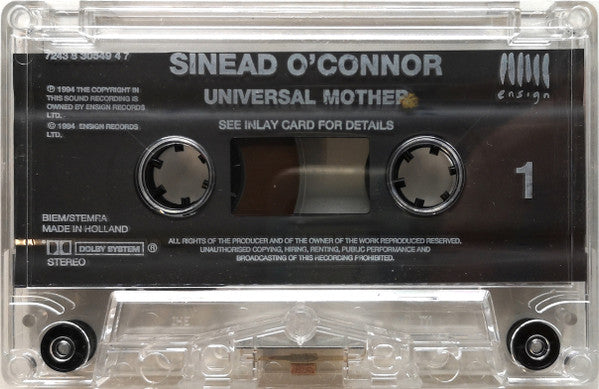 7243 8 30549 4 7
SINEAD O'CONNOR
UNIVERSAL MOTHER
SEE INLAY CARD FOR DETAILS
ensign
℗ 1994 THE COPYRIGHT IN
THIS SOUND RECORDING IS
OWNED BY ENSIGN RECORDS
LTD.
© 1994 ENSIGN RECORDS
LTD.
1
BIEM/STEMRA
MADE IN HOLLAND
DOLBY SYSTEM ®
STEREO
ALL RIGHTS OF THE PRODUCER AND OF THE OWNER OF THE WORK REPRODUCED RESERVED.
UNAUTHORISED COPYING, HIRING, RENTING, PUBLIC PERFORMANCE AND
BROADCASTING OF THIS RECORDING PROHIBITED.